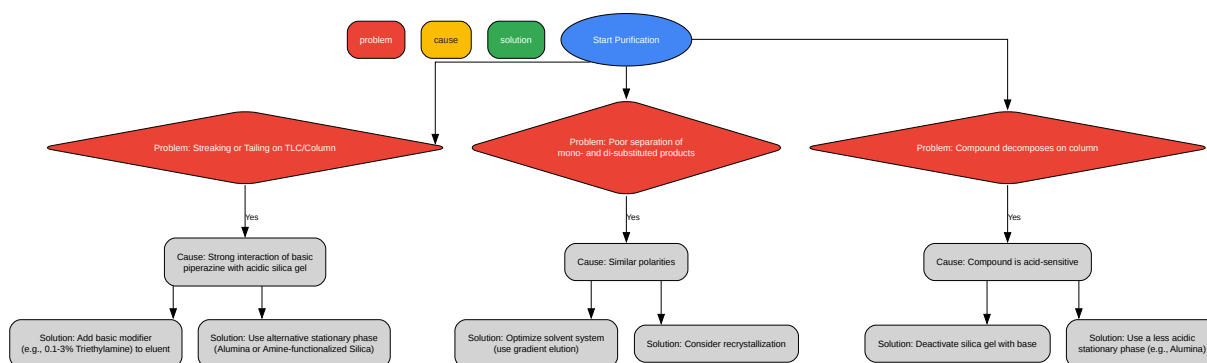 problem
cause
solution
Start Purification
Problem: Streaking or Tailing on TLC/Column
Problem: Poor separation of
mono- and di-substituted products
Problem: Compound decomposes on column
Yes
Yes
Yes
Cause: Strong interaction of basic
piperazine with acidic silica gel
Cause: Similar polarities
Cause: Compound is acid-sensitive
Solution: Add basic modifier
(e.g., 0.1-3% Triethylamine) to eluent
Solution: Use alternative stationary phase
(Alumina or Amine-functionalized Silica)
Solution: Optimize solvent system
(use gradient elution)
Solution: Consider recrystallization
Solution: Deactivate silica gel with base
Solution: Use a less acidic
stationary phase (e.g., Alumina)